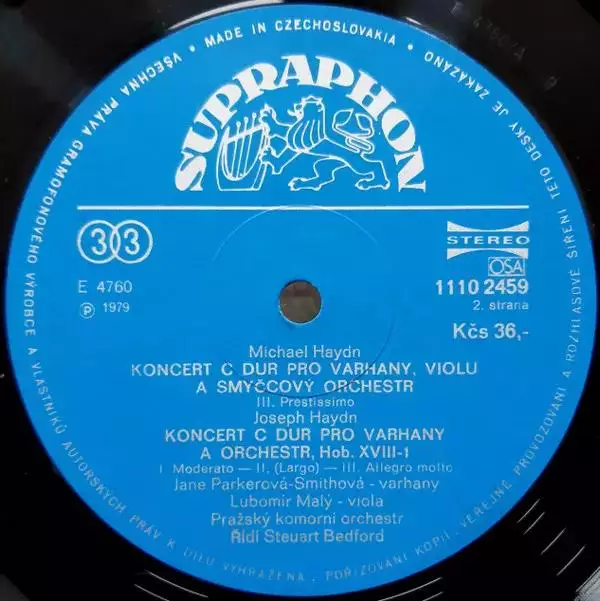 VŠECHNA PRÁVA GRAMOFONOVÉHO VÝROBCE A VLASTNÍKŮ AUTORSKÝCH PRÁV K DÍLU VYHRAŽENA. POŘIZOVÁNÍ KOPIÍ, VEŘEJNÉ PROVOZOVÁNÍ A ROZHLASOVÉ ŠÍŘENÍ TÉTO DESKY JE ZAKÁZÁNO
• MADE IN CZECHOSLOVAKIA •
SUPRAPHON
33
STEREO
OSA
E 4760
1110 2459
℗ 1979
2. strana
Kčs 36,-
Michael Haydn
KONCERT C DUR PRO VARHANY, VIOLU
A SMYČCOVÝ ORCHESTR
III. Prestissimo
Joseph Haydn
KONCERT C DUR PRO VARHANY
A ORCHESTR, Hob. XVIII-1
I. Moderato — II. (Largo) — III. Allegro molto
Jane Parkerová-Smithová - varhany
Lubomír Malý - viola
Pražský komorní orchestr
Řídí Steuart Bedford